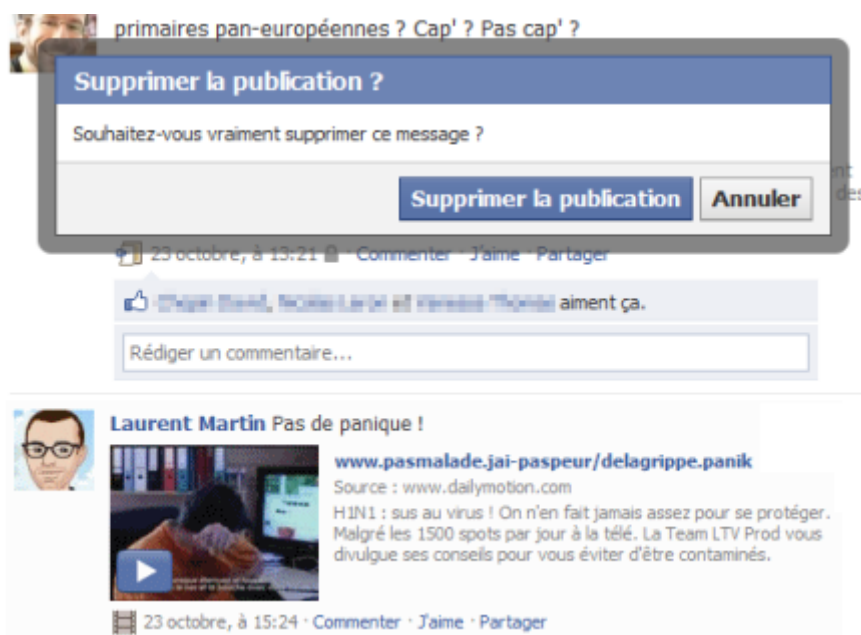 primaires pan-européennes ? Cap' ? Pas cap' ?
Supprimer la publication ?
Souhaitez-vous vraiment supprimer ce message ?
Supprimer la publication Annuler
23 octobre, à 13:21 · Commenter · J'aime · Partager
et aiment ça.
Rédiger un commentaire...
Laurent Martin Pas de panique !
www.pasmalade.jai-paspeur/delagrippe.panik
Source : www.dailymotion.com
H1N1 : sus au virus ! On n'en fait jamais assez pour se protéger.
Malgré les 1500 spots par jour à la télé. La Team LTV Prod vous
divulgue ses conseils pour vous éviter d'être contaminés.
23 octobre, à 15:24 · Commenter · J'aime · Partager